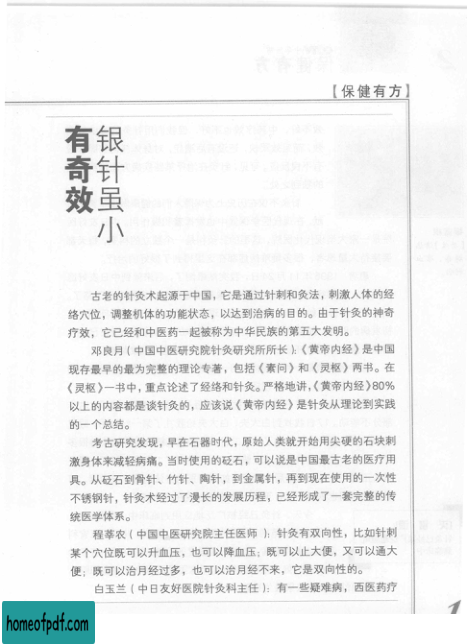 【保健有方】
银针虽小
有奇效
古老的针灸术起源于中国，它是通过针刺和灸法，刺激人体的经
络穴位，调整机体的功能状态，以达到治病的目的。由于针灸的神奇
疗效，它已经和中医药一起被称为中华民族的第五大发明。
邓良月（中国中医研究院针灸研究所所长）：《黄帝内经》是中国
现存最早的最为完整的理论专著，包括《素问》和《灵枢》两书。在
《灵枢》一书中，重点论述了经络和针灸。严格地讲，《黄帝内经》80%
以上的内容都是谈针灸的，应该说《黄帝内经》是针灸从理论到实践
的一个总结。
考古研究发现，早在石器时代，原始人类就开始用尖硬的石块刺
激身体来减轻病痛。当时使用的砭石，可以说是中国最古老的医疗用
具。从砭石到骨针、竹针、陶针，到金属针，再到现在使用的一次性
不锈钢针，针灸术经过了漫长的发展历程，已经形成了一套完整的传
统医学体系。
程莘农（中国中医研究院主任医师）：针灸有双向性，比如针刺
某个穴位既可以升血压，也可以降血压；既可以止大便，又可以通大
便；既可以治月经过多，也可以治月经不来，它是双向性的。
白玉兰（中日友好医院针灸科主任）：有一些疑难病，西医药疗
1
homeofpdf.com